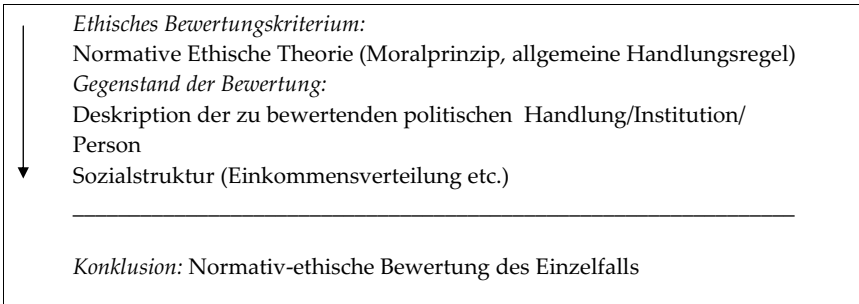 Ethisches Bewertungskriterium:
Normative Ethische Theorie (Moralprinzip, allgemeine Handlungsregel)
Gegenstand der Bewertung:
Deskription der zu bewertenden politischen Handlung/Institution/
Person
Sozialstruktur (Einkommensverteilung etc.)
Konklusion: Normativ-ethische Bewertung des Einzelfalls